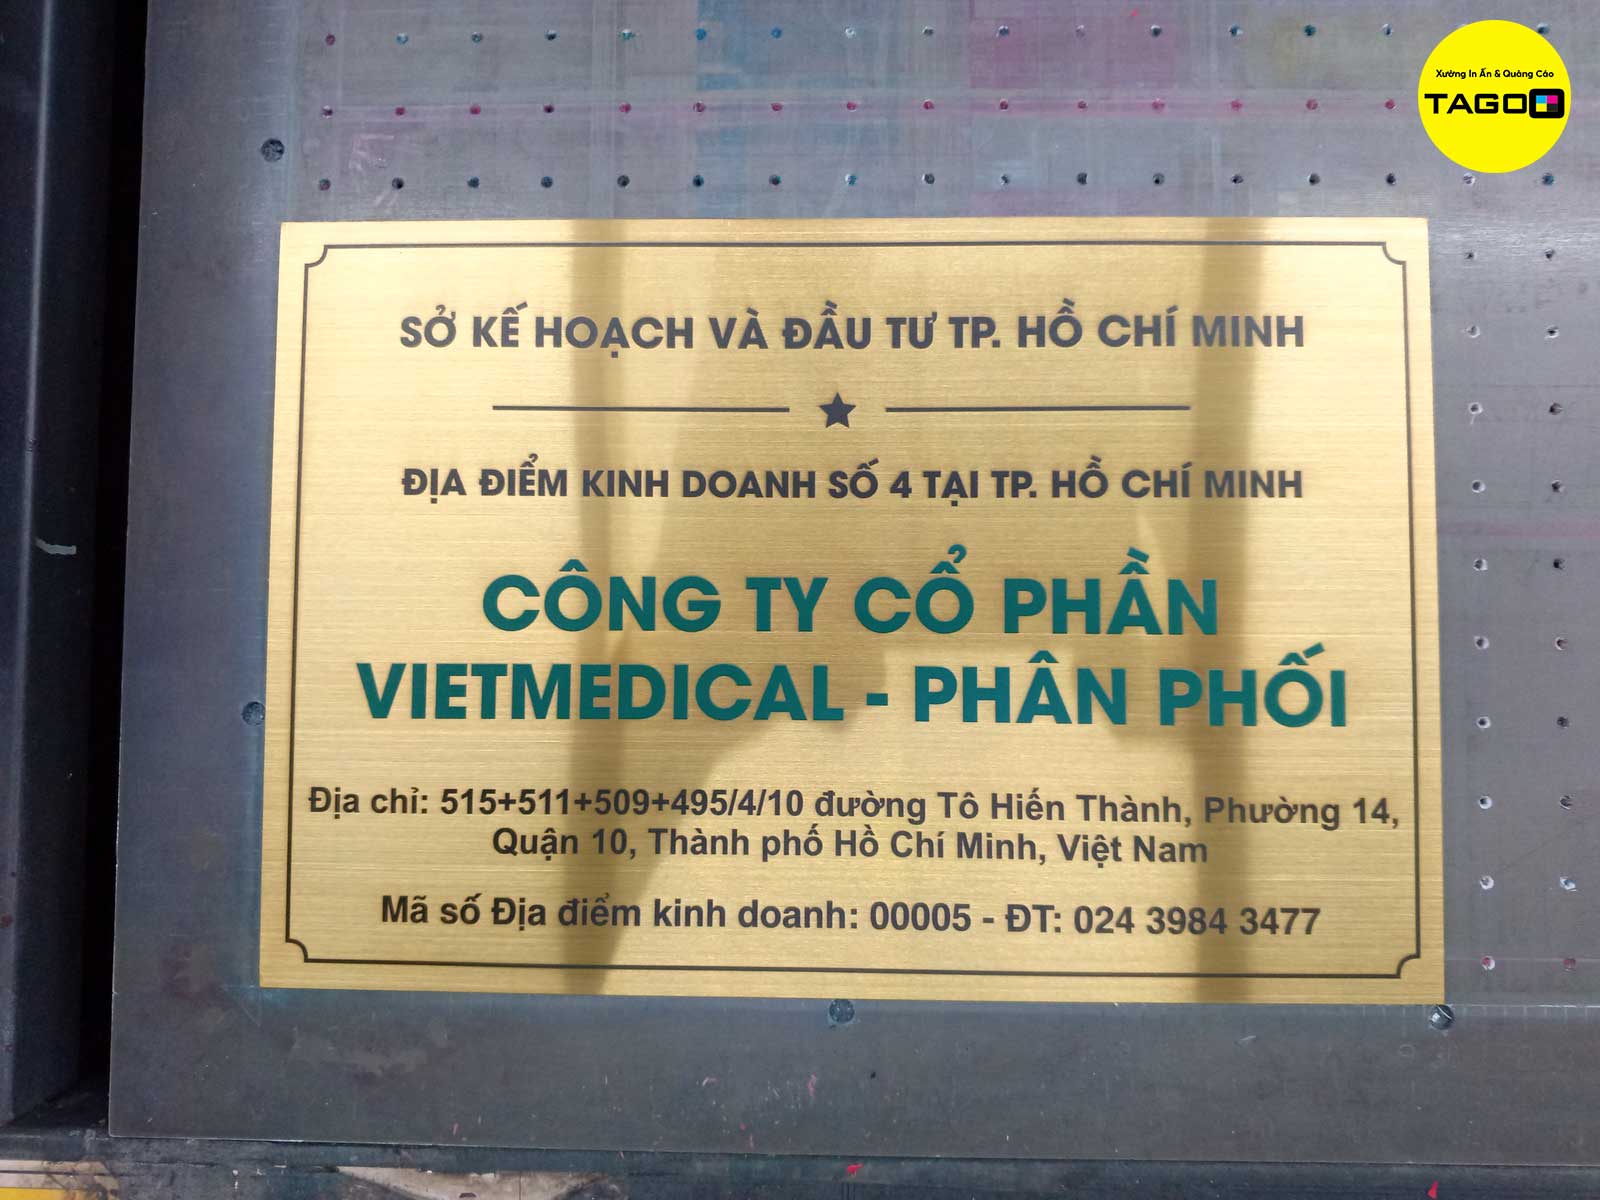 Xưởng In Ấn & Quảng Cáo
TAGO
SỞ KẾ HOẠCH VÀ ĐẦU TƯ TP. HỒ CHÍ MINH
ĐỊA ĐIỂM KINH DOANH SỐ 4 TẠI TP. HỒ CHÍ MINH
CÔNG TY CỔ PHẦN
VIETMEDICAL - PHÂN PHỐI
Địa chỉ: 515+511+509+495/4/10 đường Tô Hiến Thành, Phường 14,
Quận 10, Thành phố Hồ Chí Minh, Việt Nam
Mã số Địa điểm kinh doanh: 00005 - ĐT: 024 3984 3477